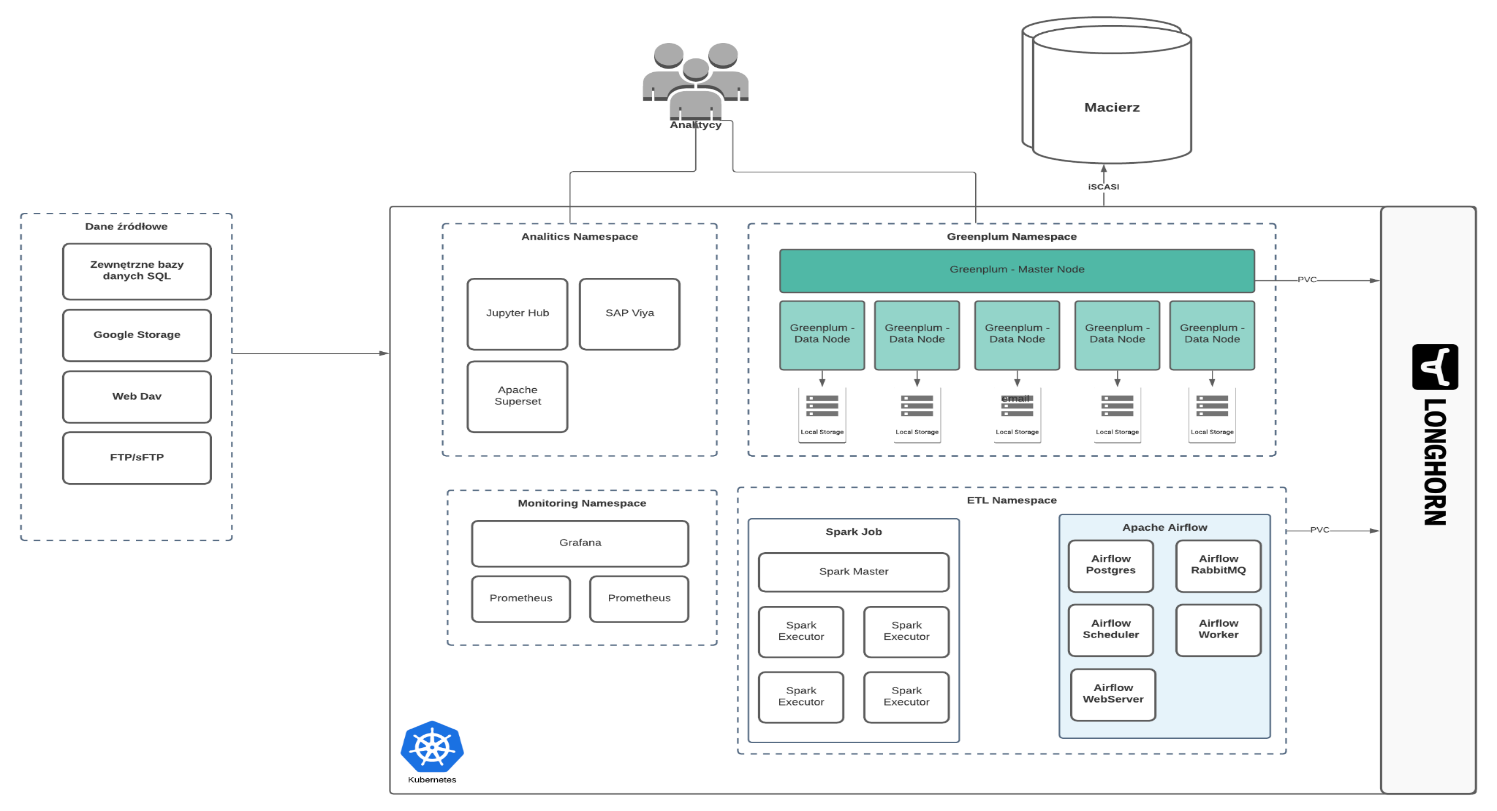 Analitycy
Macierz
iSCASI
Dane źródłowe
Zewnętrzne bazy
danych SQL
Google Storage
Web Dav
FTP/sFTP
Analitics Namespace
Jupyter Hub
SAP Viya
Apache
Superset
Greenplum Namespace
Greenplum - Master Node
Greenplum -
Data Node
Greenplum -
Data Node
Greenplum -
Data Node
Greenplum -
Data Node
Greenplum -
Data Node
email
Local Storage
Local Storage
Local Storage
Local Storage
Local Storage
PVC
Monitoring Namespace
Grafana
Prometheus
Prometheus
ETL Namespace
Spark Job
Spark Master
Spark
Executor
Spark
Executor
Spark
Executor
Spark
Executor
Apache Airflow
Airflow
Postgres
Airflow
RabbitMQ
Airflow
Scheduler
Airflow
Worker
Airflow
WebServer
PVC
LONGHORN
Kubernetes